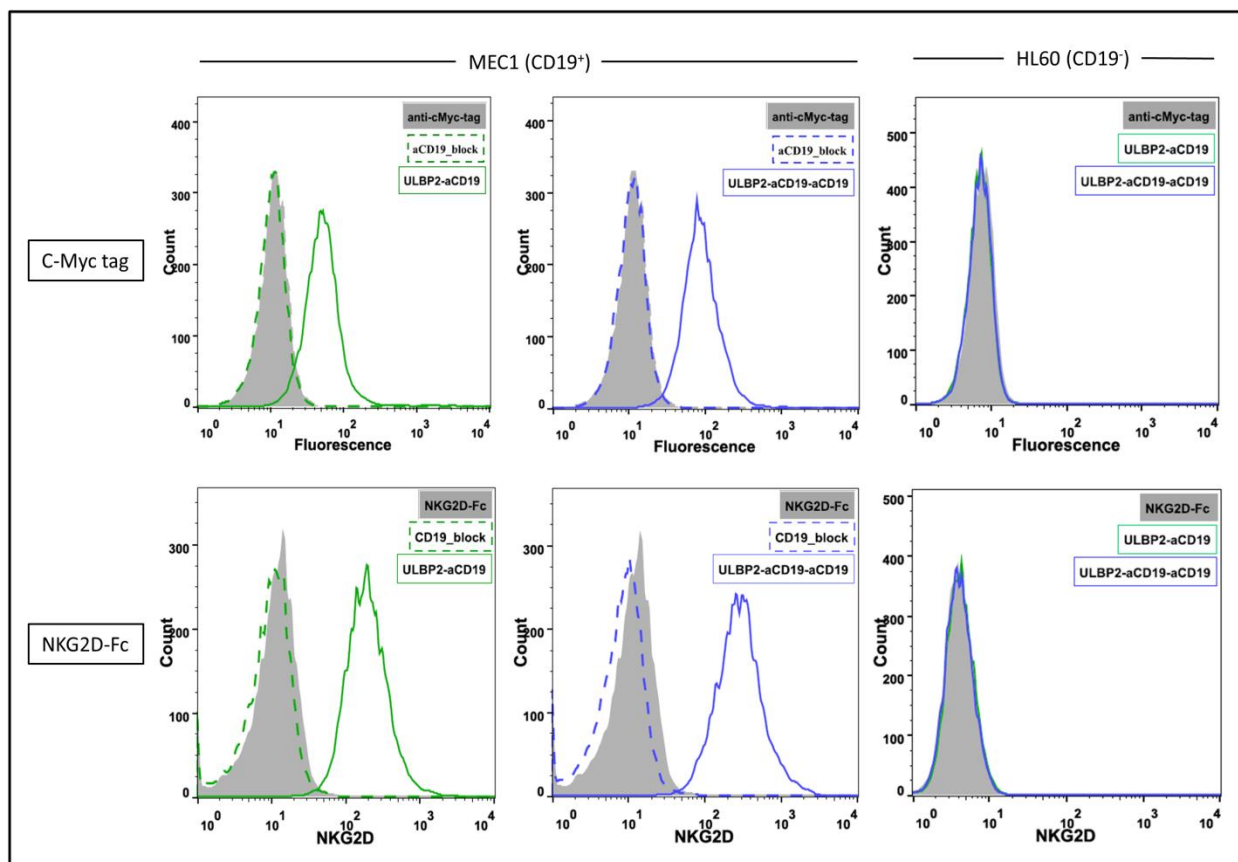 MEC1 (CD19⁺)
HL60 (CD19⁻)
C-Myc tag
anti-cMyc-tag
aCD19_block
ULBP2-aCD19
400
300
200
100
0
Count
10⁰ 10¹ 10² 10³ 10⁴
Fluorescence
anti-cMyc-tag
aCD19_block
ULBP2-aCD19-aCD19
400
300
200
100
0
Count
10⁰ 10¹ 10² 10³ 10⁴
Fluorescence
anti-cMyc-tag
ULBP2-aCD19
ULBP2-aCD19-aCD19
500
400
300
200
100
0
Count
10⁰ 10¹ 10² 10³ 10⁴
Fluorescence
NKG2D-Fc
NKG2D-Fc
CD19_block
ULBP2-aCD19
300
200
100
0
Count
10⁰ 10¹ 10² 10³ 10⁴
NKG2D
NKG2D-Fc
CD19_block
ULBP2-aCD19-aCD19
300
200
100
0
Count
10⁰ 10¹ 10² 10³ 10⁴
NKG2D
NKG2D-Fc
ULBP2-aCD19
ULBP2-aCD19-aCD19
500
400
300
200
100
0
Count
10⁰ 10¹ 10² 10³ 10⁴
NKG2D